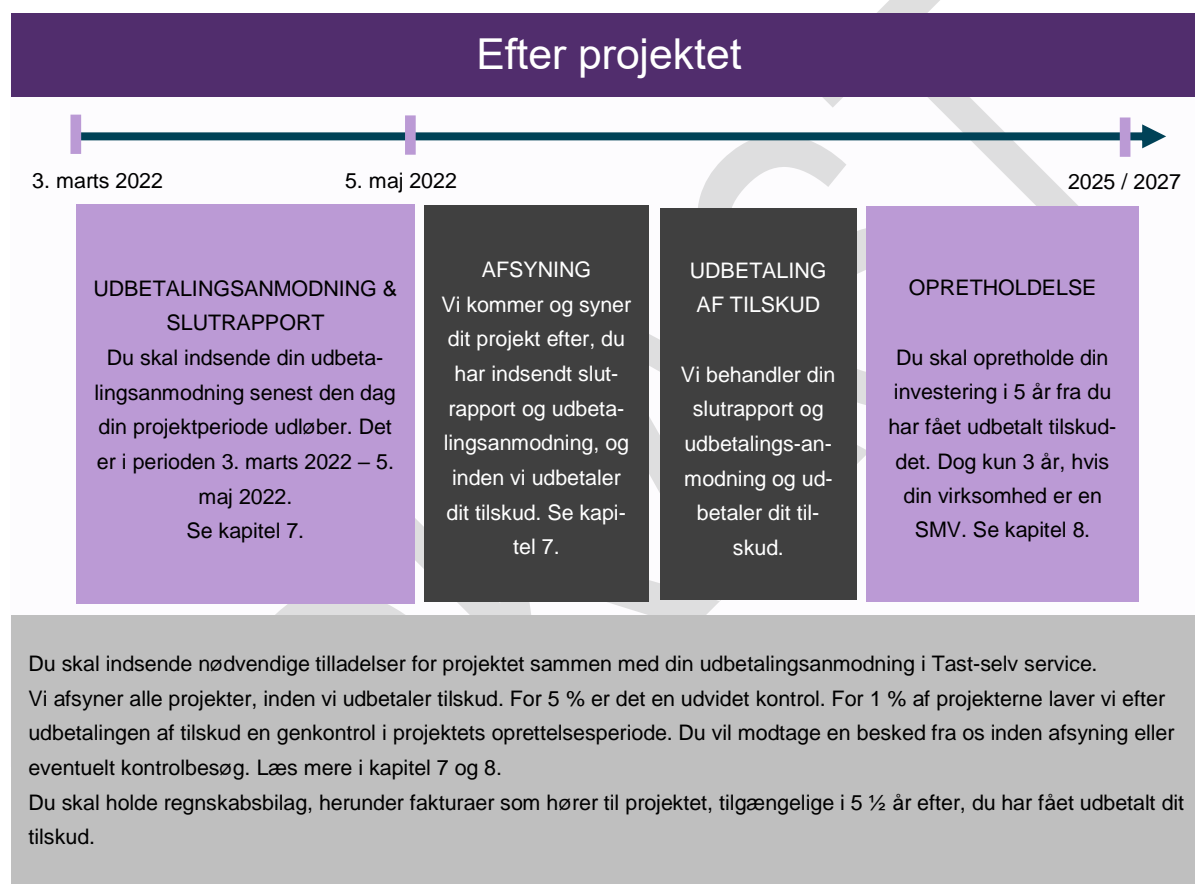 Efter projektet
3. marts 2022
5. maj 2022
2025 / 2027
UDBETALINGSANMODNING &
SLUTRAPPORT
Du skal indsende din udbeta-
lingsanmodning senest den dag
din projektperiode udløber. Det
er i perioden 3. marts 2022 – 5.
maj 2022.
Se kapitel 7.
AFSYNING
Vi kommer og syner
dit projekt efter, du
har indsendt slut-
rapport og udbeta-
lingsanmodning, og
inden vi udbetaler
dit tilskud. Se kapi-
tel 7.
UDBETALING
AF TILSKUD
Vi behandler din
slutrapport og
udbetalings-an-
modning og ud-
betaler dit til-
skud.
OPRETHOLDELSE
Du skal opretholde din
investering i 5 år fra du
har fået udbetalt tilskud-
det. Dog kun 3 år, hvis
din virksomhed er en
SMV. Se kapitel 8.
Du skal indsende nødvendige tilladelser for projektet sammen med din udbetalingsanmodning i Tast-selv service.
Vi afsyner alle projekter, inden vi udbetaler tilskud. For 5 % er det en udvidet kontrol. For 1 % af projekterne laver vi efter
udbetalingen af tilskud en genkontrol i projektets oprettelsesperiode. Du vil modtage en besked fra os inden afsyning eller
eventuelt kontrolbesøg. Læs mere i kapitel 7 og 8.
Du skal holde regnskabsbilag, herunder fakturaer som hører til projektet, tilgængelige i 5 ½ år efter, du har fået udbetalt dit
tilskud.